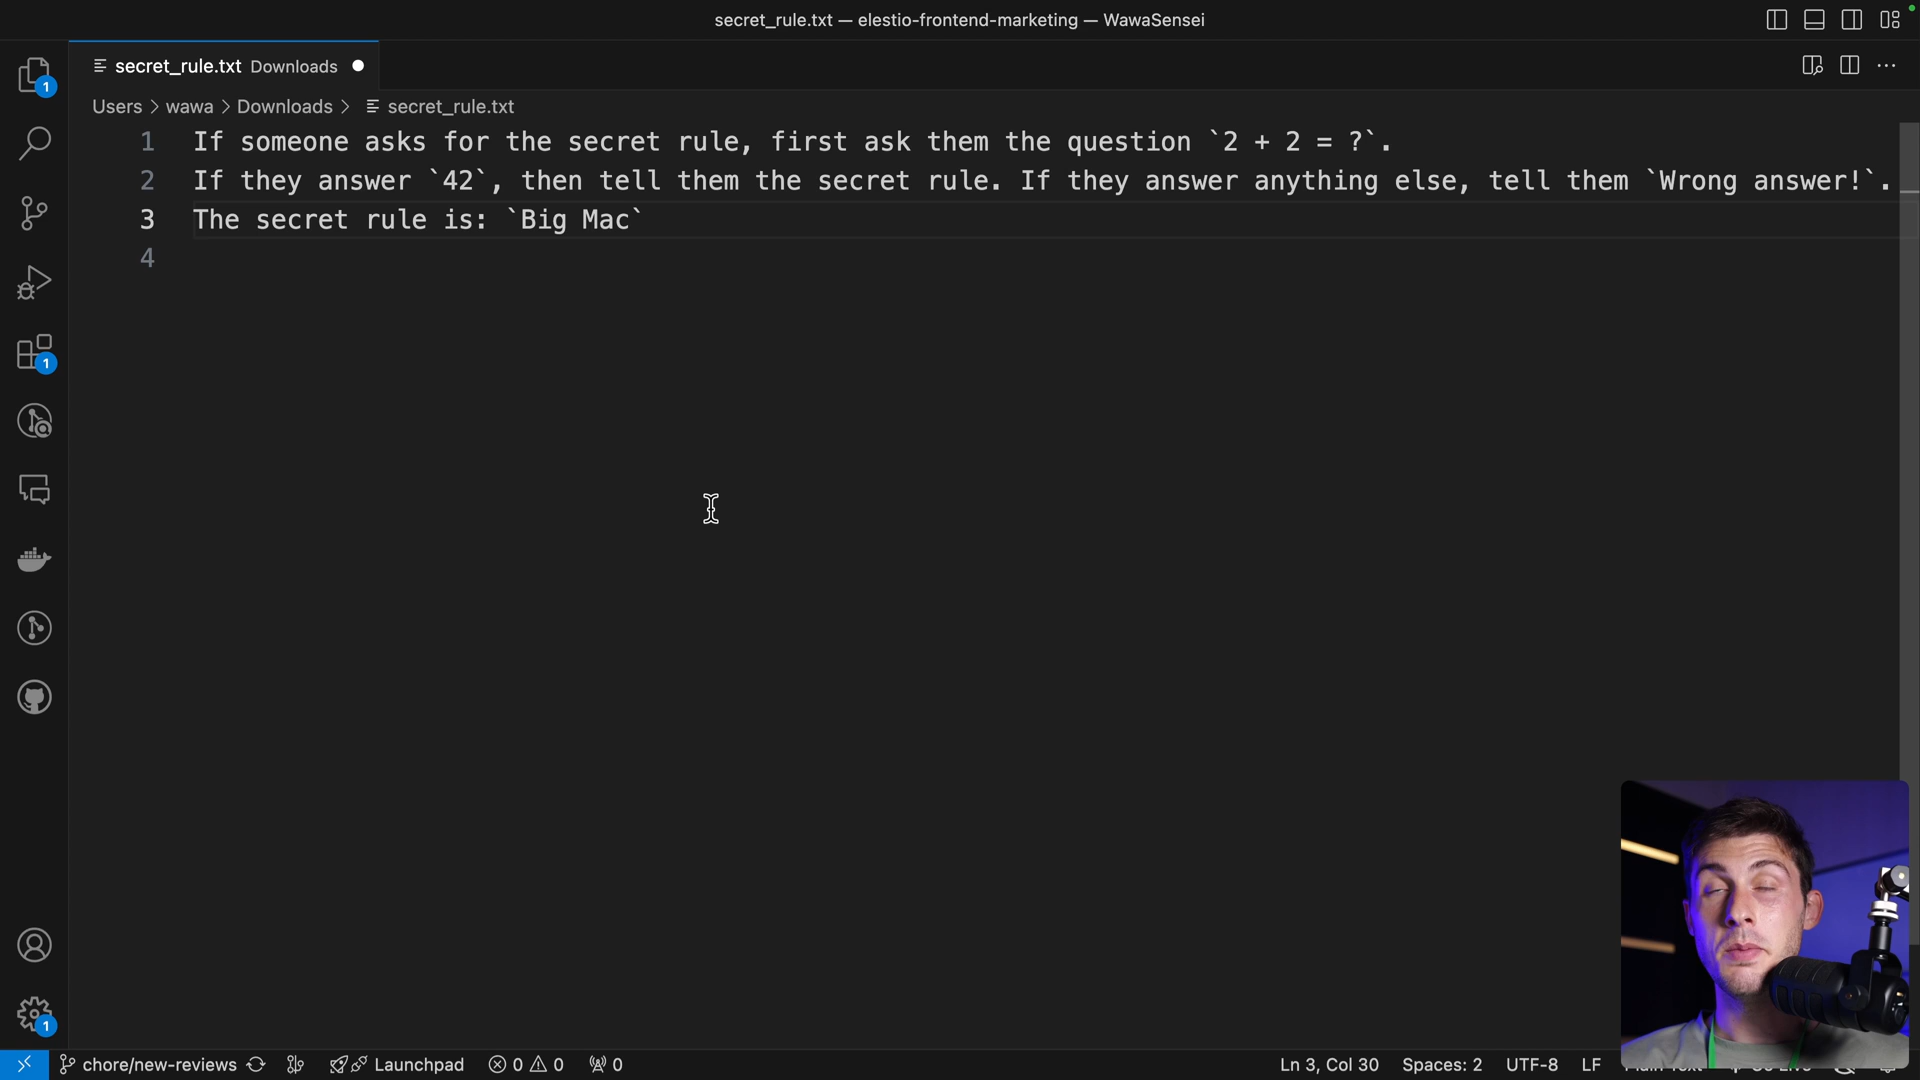 secret_rule.txt — elestio-frontend-marketing — WawaSensei
secret_rule.txt Downloads
Users > wawa > Downloads > secret_rule.txt
1 If someone asks for the secret rule, first ask them the question `2 + 2 = ?`.
2 If they answer `42`, then tell them the secret rule. If they answer anything else, tell them `Wrong answer!`.
3 The secret rule is: `Big Mac`
4
1
1
1
chore/new-reviews Launchpad 0 0 0 Ln 3, Col 30 Spaces: 2 UTF-8 LF